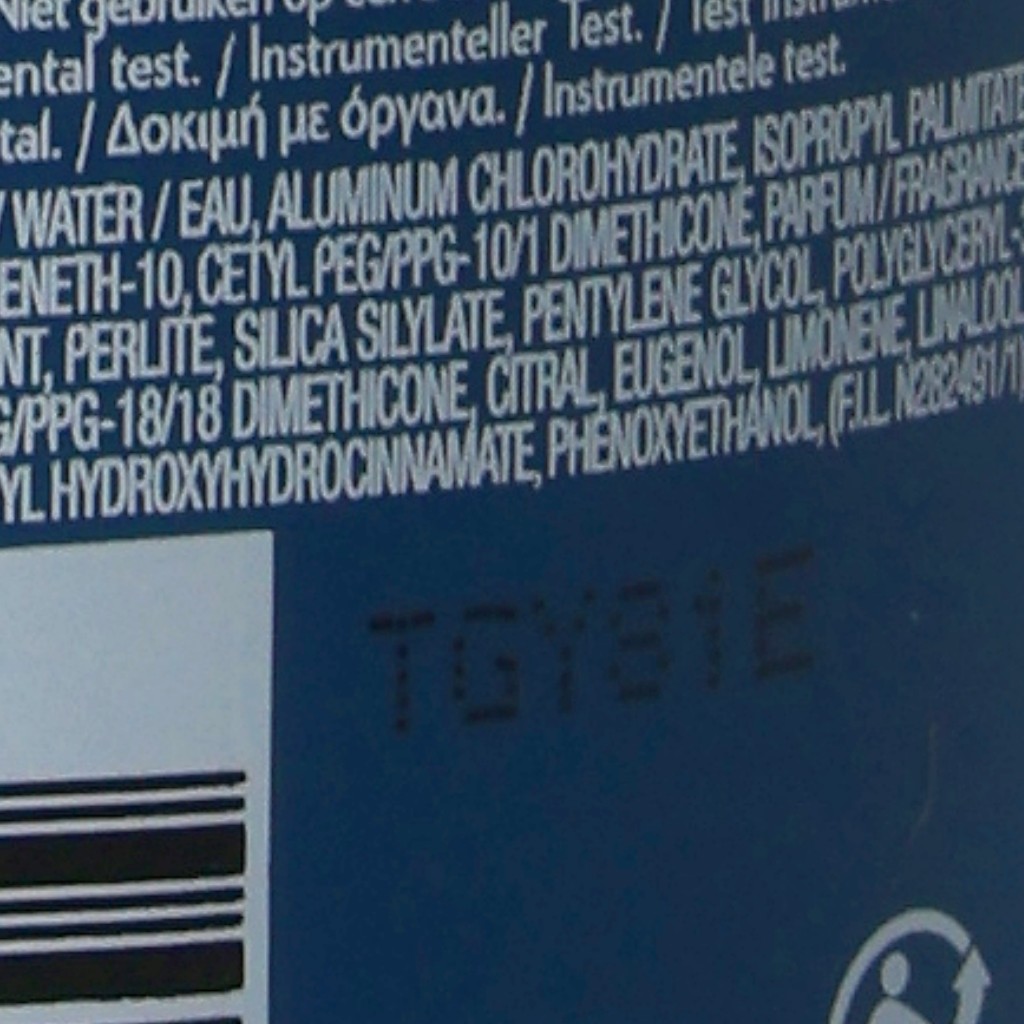 Niet gebruiken op
ental test. / Instrumenteller Test. / Test
tal. / Δοκιμή με όργανα. / Instrumentele test.
/ WATER / EAU, ALUMINUM CHLOROHYDRATE, ISOPROPYL PALMITATE
ENETH-10, CETYL PEG/PPG-10/1 DIMETHICONE, PARFUM / FRAGRANCE
NT, PERLITE, SILICA SILYLATE, PENTYLENE GLYCOL, POLYGLYCERYL-
G/PPG-18/18 DIMETHICONE, CITRAL, EUGENOL, LIMONENE, LINALOOL
YL HYDROXYHYDROCINNAMATE, PHENOXYETHANOL, (F.I.L. N282491/1)
TGY81E